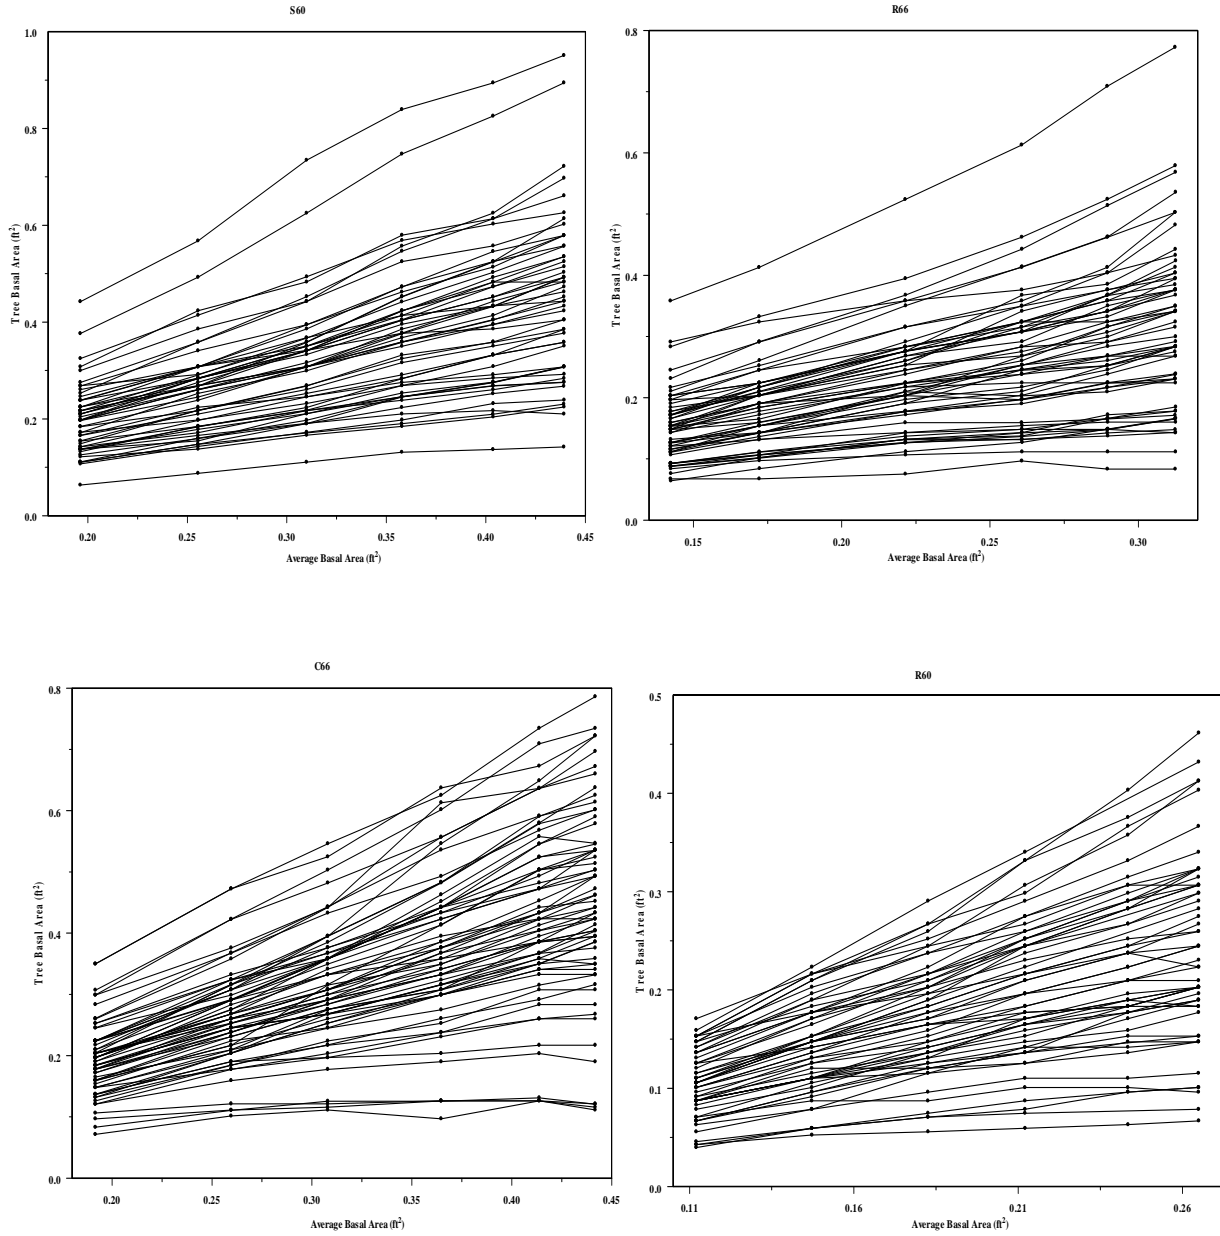 S60
1.0
0.8
0.6
0.4
0.2
0.0
Tree Basal Area (ft²)
0.20 0.25 0.30 0.35 0.40 0.45
Average Basal Area (ft²)
R66
0.8
0.6
0.4
0.2
0.0
Tree Basal Area (ft²)
0.15 0.20 0.25 0.30
Average Basal Area (ft²)
C66
0.8
0.6
0.4
0.2
0.0
Tree Basal Area (ft²)
0.20 0.25 0.30 0.35 0.40 0.45
Average Basal Area (ft²)
R60
0.5
0.4
0.3
0.2
0.1
0.0
Tree Basal Area (ft²)
0.11 0.16 0.21 0.26
Average Basal Area (ft²)